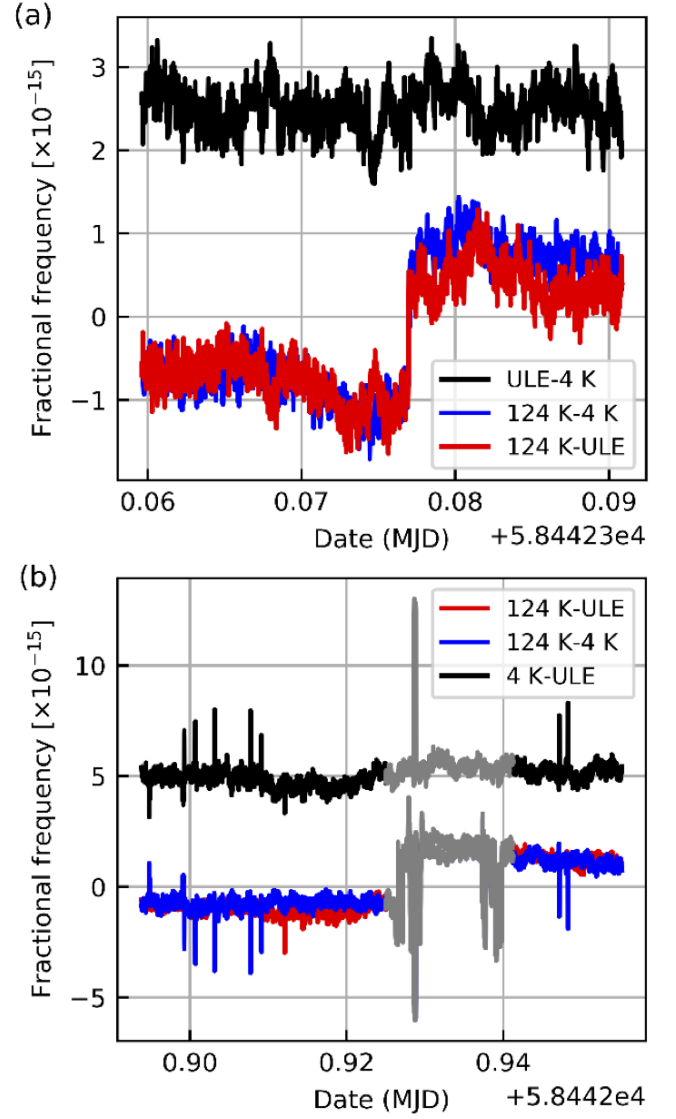 (a)
Fractional frequency [×10⁻¹⁵]
3
2
1
0
−1
ULE-4 K
124 K-4 K
124 K-ULE
0.06 0.07 0.08 0.09
Date (MJD)
+5.84423e4
(b)
Fractional frequency [×10⁻¹⁵]
10
5
0
−5
124 K-ULE
124 K-4 K
4 K-ULE
0.90 0.92 0.94
Date (MJD)
+5.8442e4